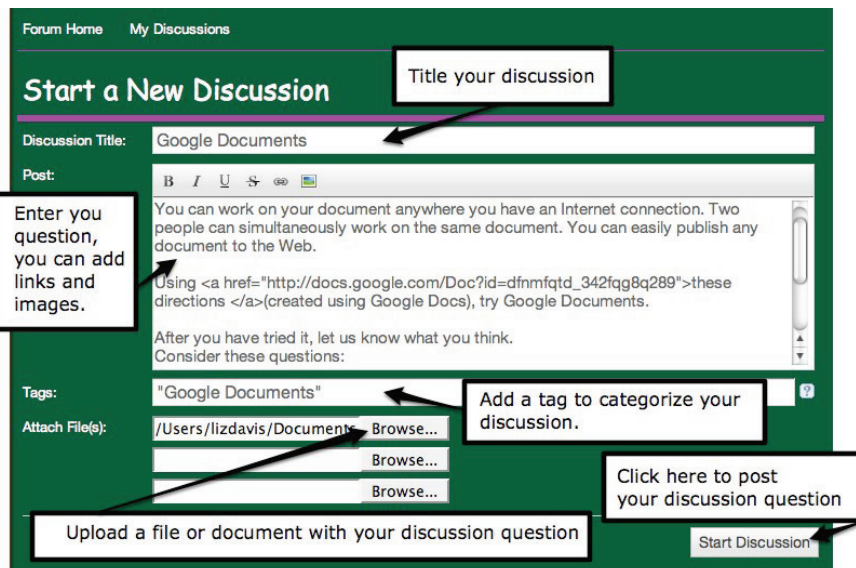 Forum Home My Discussions
Title your discussion
Start a New Discussion
Discussion Title:
Google Documents
Post:
B I U S
Enter you
question,
you can add
links and
images.
You can work on your document anywhere you have an Internet connection. Two
people can simultaneously work on the same document. You can easily publish any
document to the Web.
Using <a href="http://docs.google.com/Doc?id=dfnmfqtd_342fqg8q289">these
directions </a>(created using Google Docs), try Google Documents.
After you have tried it, let us know what you think.
Consider these questions:
Tags:
"Google Documents"
?
Add a tag to categorize your
discussion.
Attach File(s):
/Users/lizdavis/Documents Browse...
Browse...
Browse...
Click here to post
your discussion question
Upload a file or document with your discussion question
Start Discussion